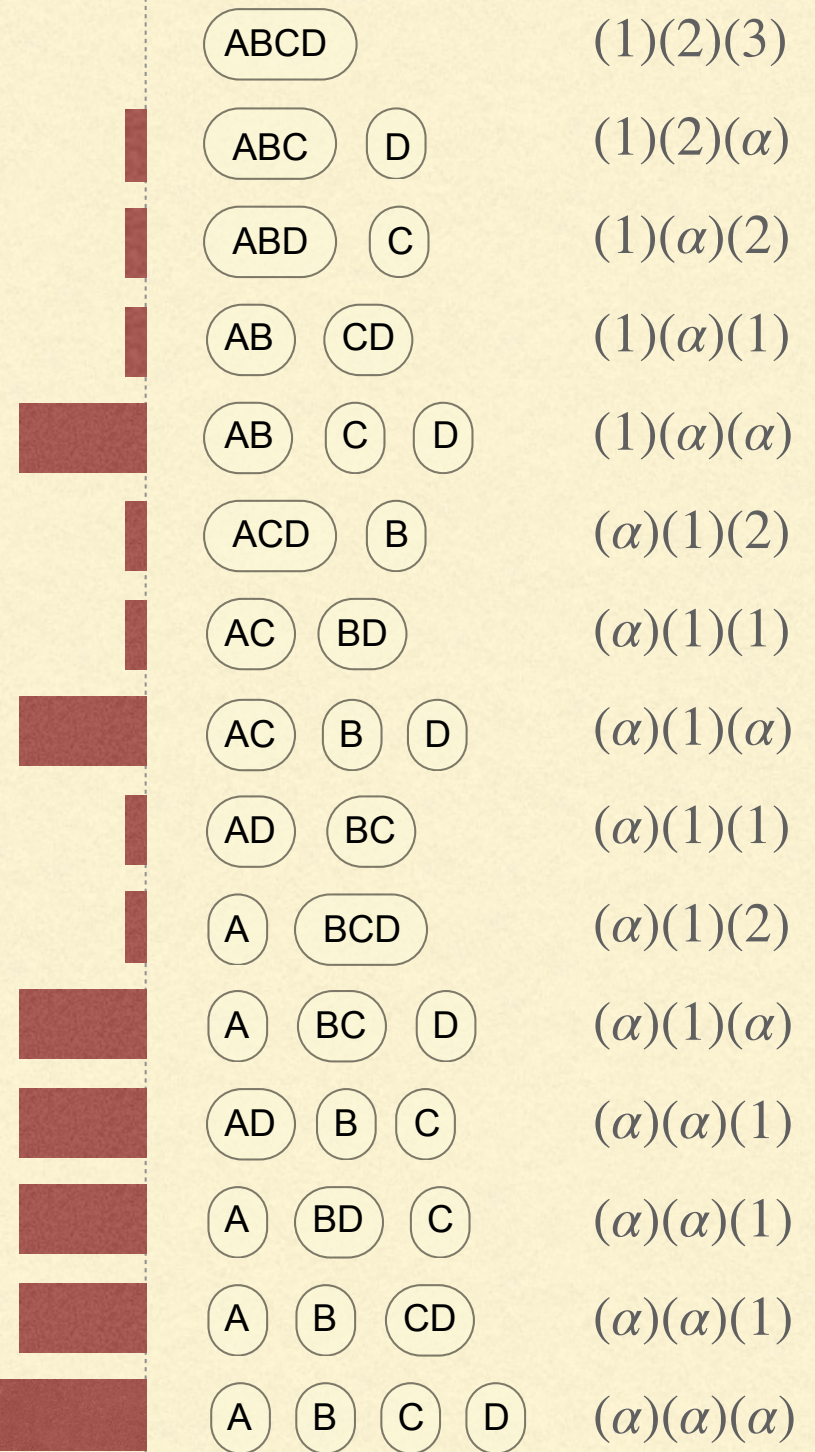 ABCD (1)(2)(3)
ABC D (1)(2)(α)
ABD C (1)(α)(2)
AB CD (1)(α)(1)
AB C D (1)(α)(α)
ACD B (α)(1)(2)
AC BD (α)(1)(1)
AC B D (α)(1)(α)
AD BC (α)(1)(1)
A BCD (α)(1)(2)
A BC D (α)(1)(α)
AD B C (α)(α)(1)
A BD C (α)(α)(1)
A B CD (α)(α)(1)
A B C D (α)(α)(α)